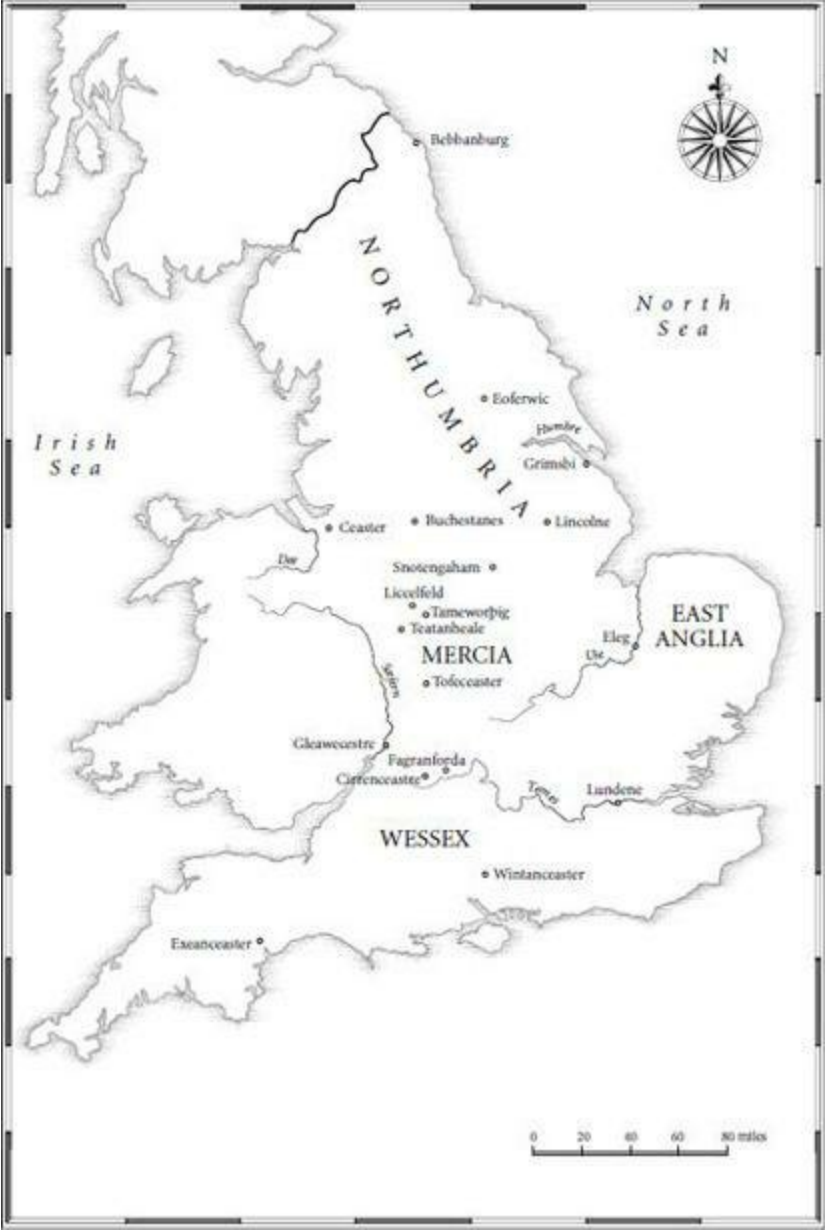 N
Bebbanburg
NORTHUMBRIA
North
Sea
Eoferwic
Humbre
Irish
Sea
Grimsbi
Ceaster
Buchestanes
Lincolne
Dee
Snotengaham
Liccelfeld
Tameworþig
Teatanheale
EAST
ANGLIA
Eleg
Use
MERCIA
Sæfern
Tofeceaster
Gleawecestre
Fagranforda
Cirrenceastre
Temes
Lundene
WESSEX
Wintanceaster
Exeanceaster
0 20 40 60 80 miles